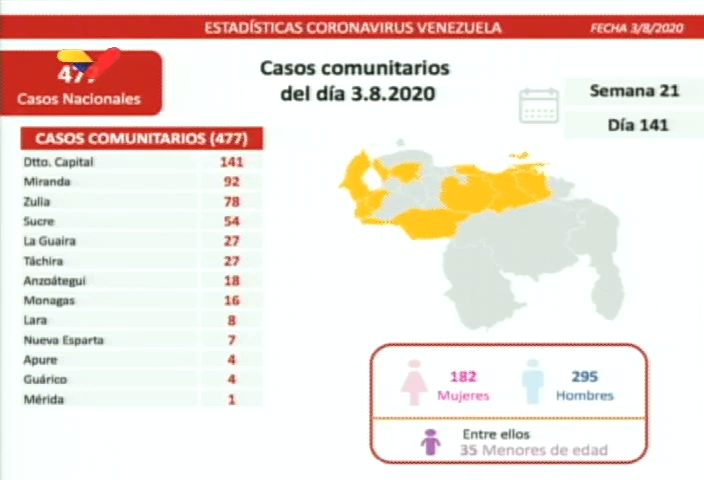 ESTADÍSTICAS CORONAVIRUS VENEZUELA
FECHA 3/8/2020
477
Casos Nacionales
Casos comunitarios
del día 3.8.2020
Semana 21
Día 141
CASOS COMUNITARIOS (477)
Dtto. Capital 141
Miranda 92
Zulia 78
Sucre 54
La Guaira 27
Táchira 27
Anzoátegui 18
Monagas 16
Lara 8
Nueva Esparta 7
Apure 4
Guárico 4
Mérida 1
182
Mujeres
295
Hombres
Entre ellos
35 Menores de edad